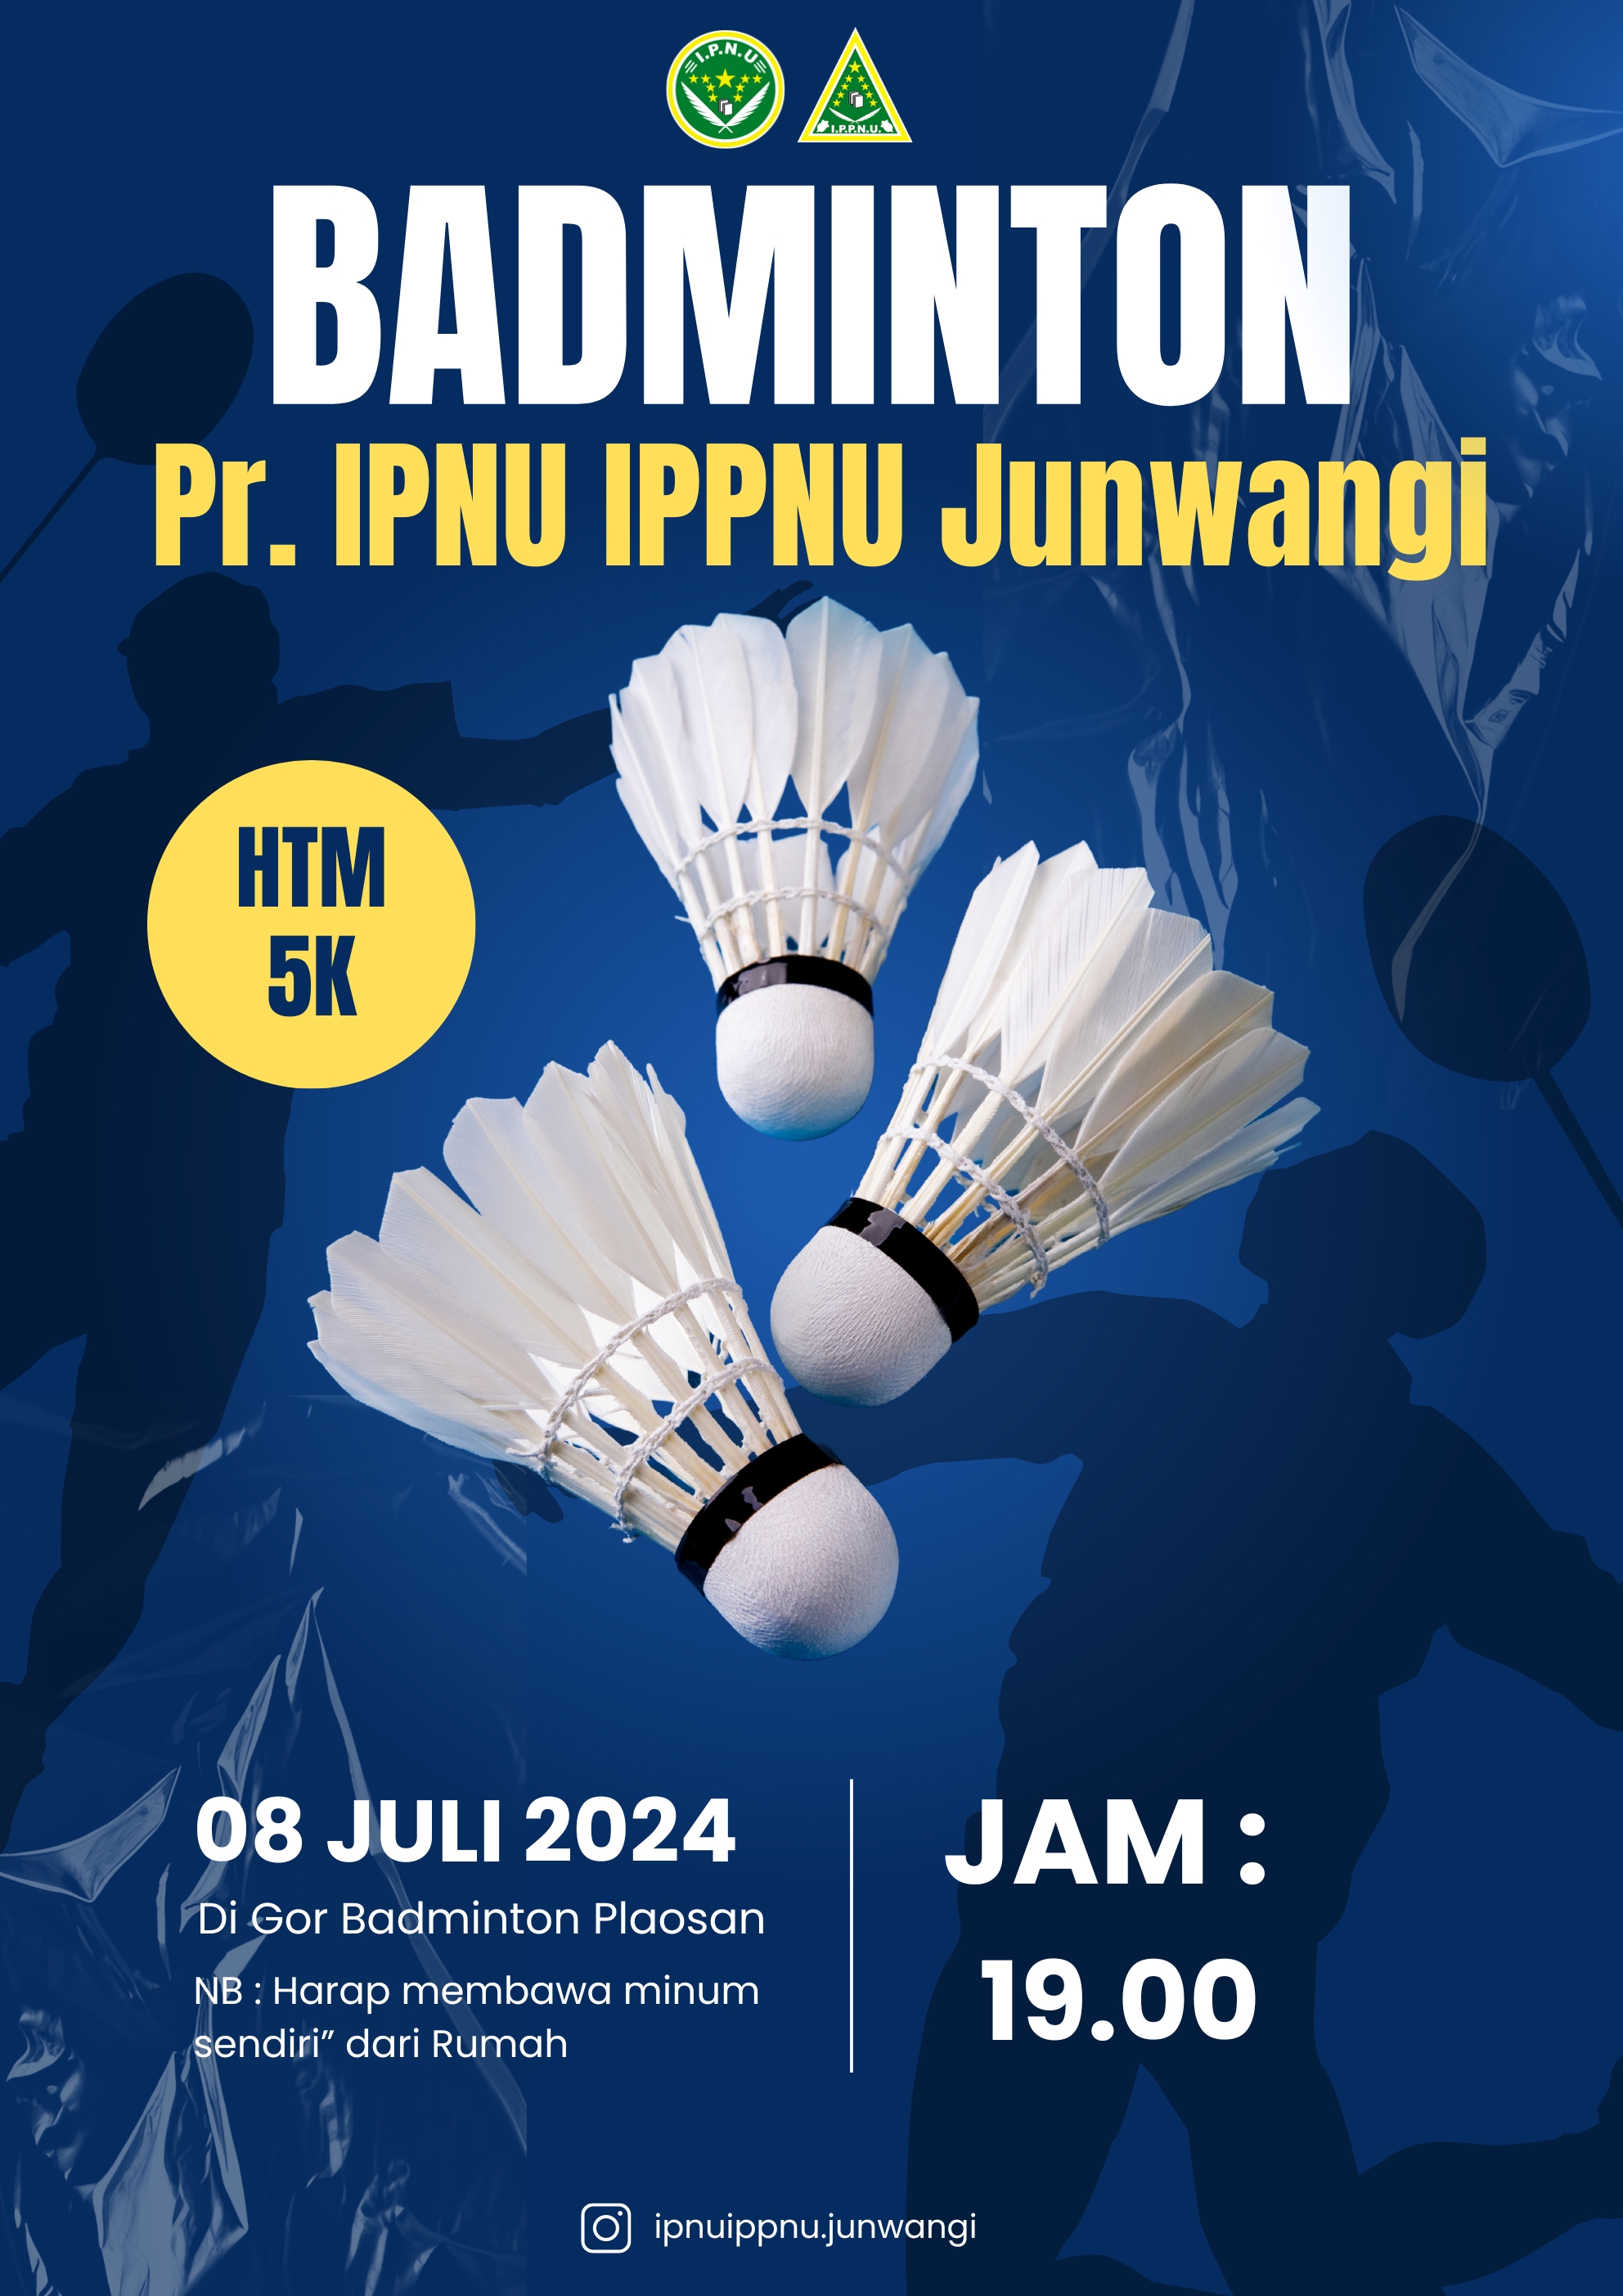 I.P.N.U
I.P.P.N.U.
BADMINTON
Pr. IPNU IPPNU Junwangi
HTM
5K
08 JULI 2024
Di Gor Badminton Plaosan
NB : Harap membawa minum
sendiri” dari Rumah
JAM :
19.00
ipnuippnu.junwangi